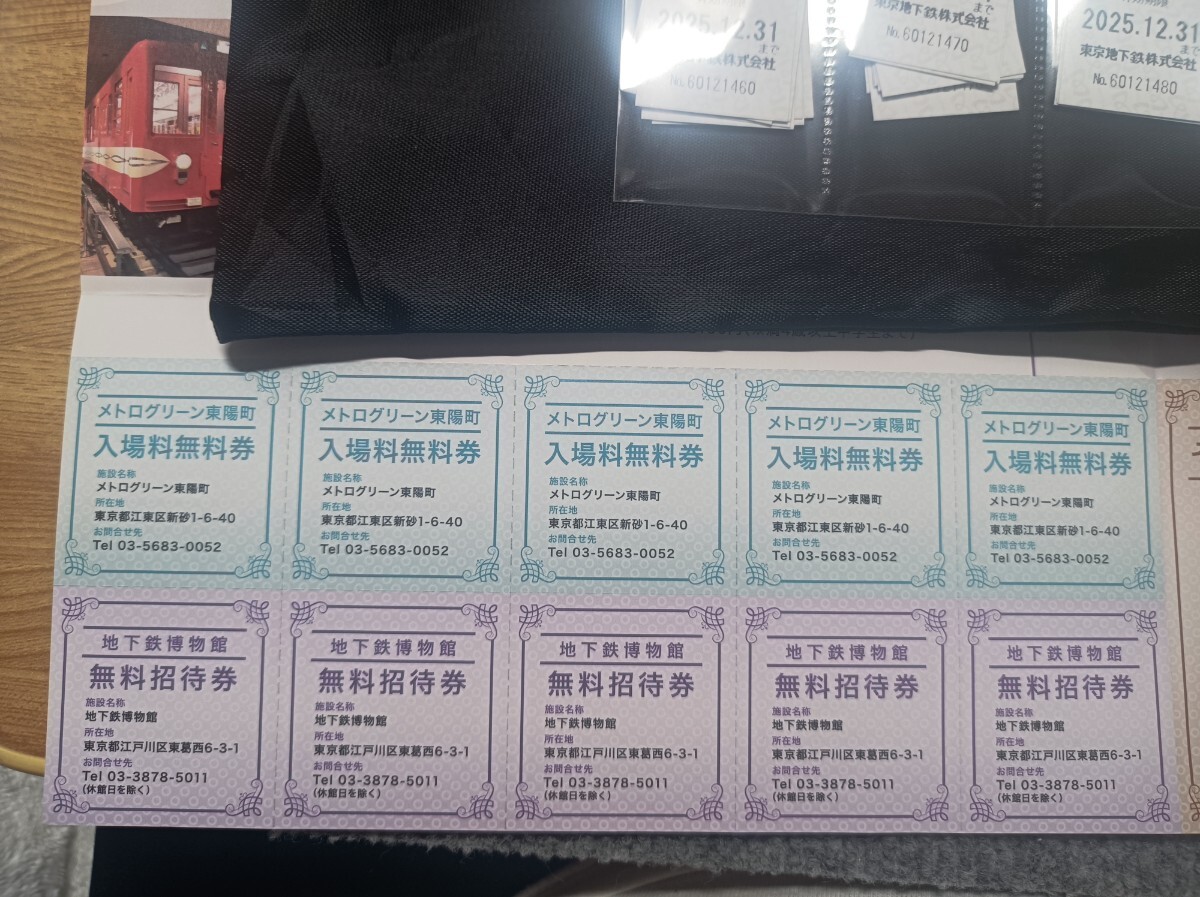 2025.12.31
まで
東京地下鉄株式会社
No.60121460
まで
東京地下鉄株式会社
No.60121470
2025.12.31
まで
東京地下鉄株式会社
No.60121480
メトログリーン東陽町
入場料無料券
施設名称
メトログリーン東陽町
所在地
東京都江東区新砂1-6-40
お問合せ先
Tel 03-5683-0052
メトログリーン東陽町
入場料無料券
施設名称
メトログリーン東陽町
所在地
東京都江東区新砂1-6-40
お問合せ先
Tel 03-5683-0052
メトログリーン東陽町
入場料無料券
施設名称
メトログリーン東陽町
所在地
東京都江東区新砂1-6-40
お問合せ先
Tel 03-5683-0052
メトログリーン東陽町
入場料無料券
施設名称
メトログリーン東陽町
所在地
東京都江東区新砂1-6-40
お問合せ先
Tel 03-5683-0052
メトログリーン東陽町
入場料無料券
施設名称
メトログリーン東陽町
所在地
東京都江東区新砂1-6-40
お問合せ先
Tel 03-5683-0052
地下鉄博物館
無料招待券
施設名称
地下鉄博物館
所在地
東京都江戸川区東葛西6-3-1
お問合せ先
Tel 03-3878-5011
(休館日を除く)
地下鉄博物館
無料招待券
施設名称
地下鉄博物館
所在地
東京都江戸川区東葛西6-3-1
お問合せ先
Tel 03-3878-5011
(休館日を除く)
地下鉄博物館
無料招待券
施設名称
地下鉄博物館
所在地
東京都江戸川区東葛西6-3-1
お問合せ先
Tel 03-3878-5011
(休館日を除く)
地下鉄博物館
無料招待券
施設名称
地下鉄博物館
所在地
東京都江戸川区東葛西6-3-1
お問合せ先
Tel 03-3878-5011
(休館日を除く)
地下鉄博物館
無料招待券
施設名称
地下鉄博物館
所在地
東京都江戸川区東葛西6-3-1
お問合せ先
Tel 03-3878-5011
(休館日を除く)